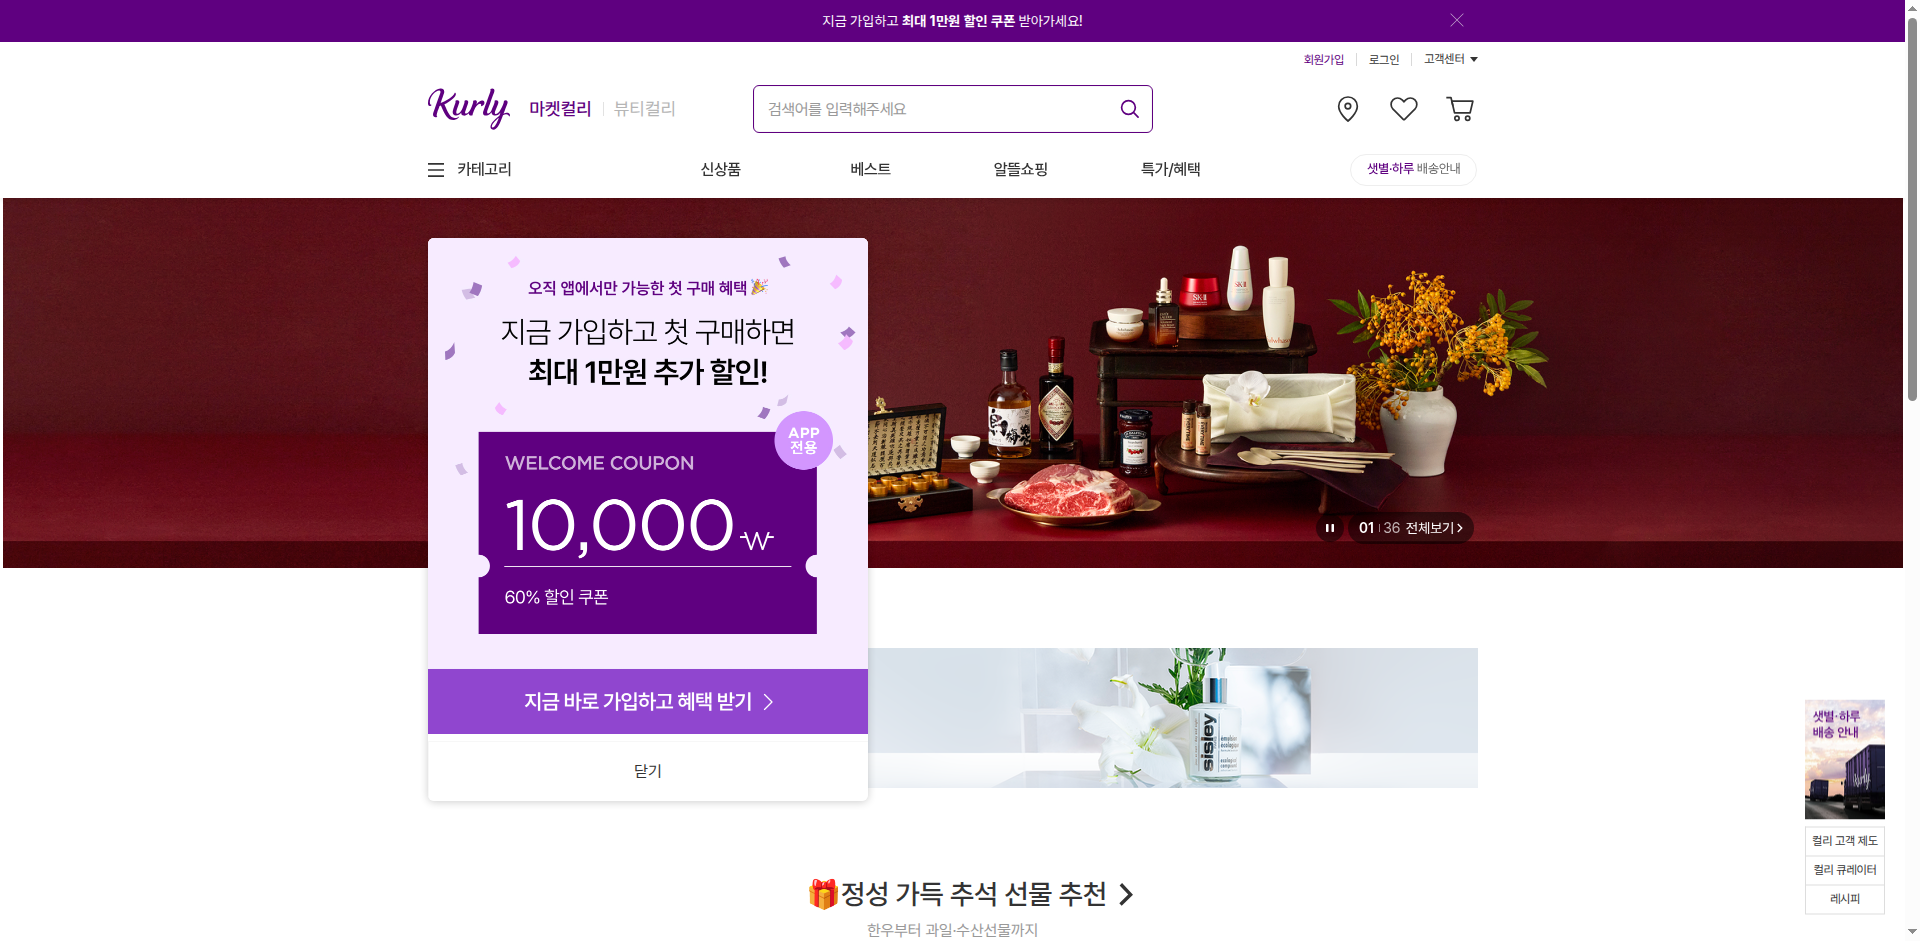 지금 가입하고 최대 1만원 할인 쿠폰 받아가세요!
회원가입
로그인
고객센터
Kurly
마켓컬리
뷰티컬리
검색어를 입력해주세요
카테고리
신상품
베스트
알뜰쇼핑
특가/혜택
샛별·하루 배송안내
오직 앱에서만 가능한 첫 구매 혜택
지금 가입하고 첫 구매하면
최대 1만원 추가 할인!
APP
전용
WELCOME COUPON
10,000₩
60% 할인 쿠폰
지금 바로 가입하고 혜택 받기
닫기
SK-II
SK-II
01 36 전체보기
sisley
샛별·하루
배송 안내
Kurly
컬리 고객 제도
컬리 큐레이터
레시피
정성 가득 추석 선물 추천
한우부터 과일·수산선물까지